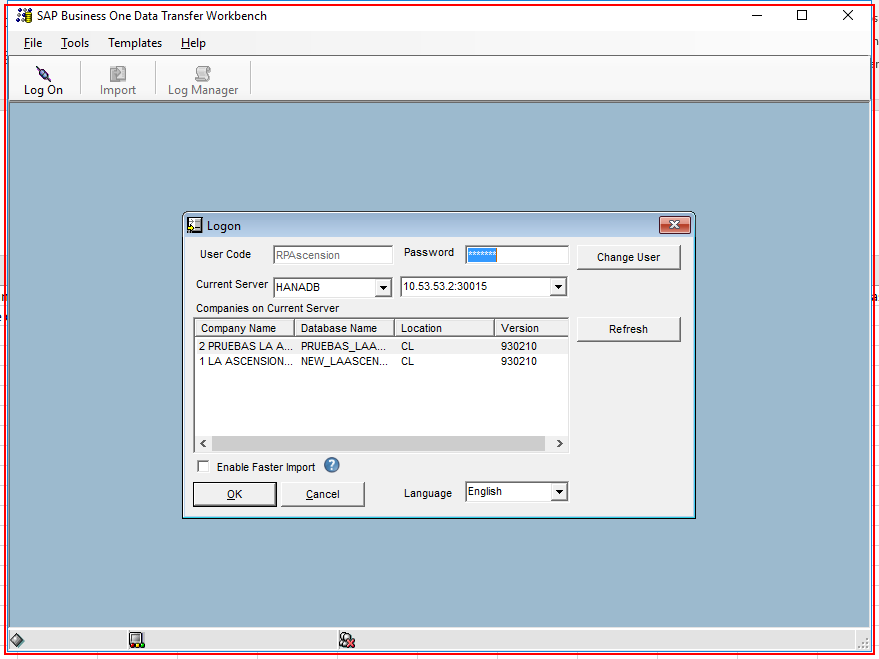 SAP Business One Data Transfer Workbench
File Tools Templates Help
Log On Import Log Manager
Logon
User Code RPAscension Password ******* Change User
Current Server HANADB 10.53.53.2:30015
Companies on Current Server
Company Name Database Name Location Version Refresh
2 PRUEBAS LA A... PRUEBAS_LAA... CL 930210
1 LA ASCENSION... NEW_LAASCEN... CL 930210
Enable Faster Import ?
OK Cancel Language English